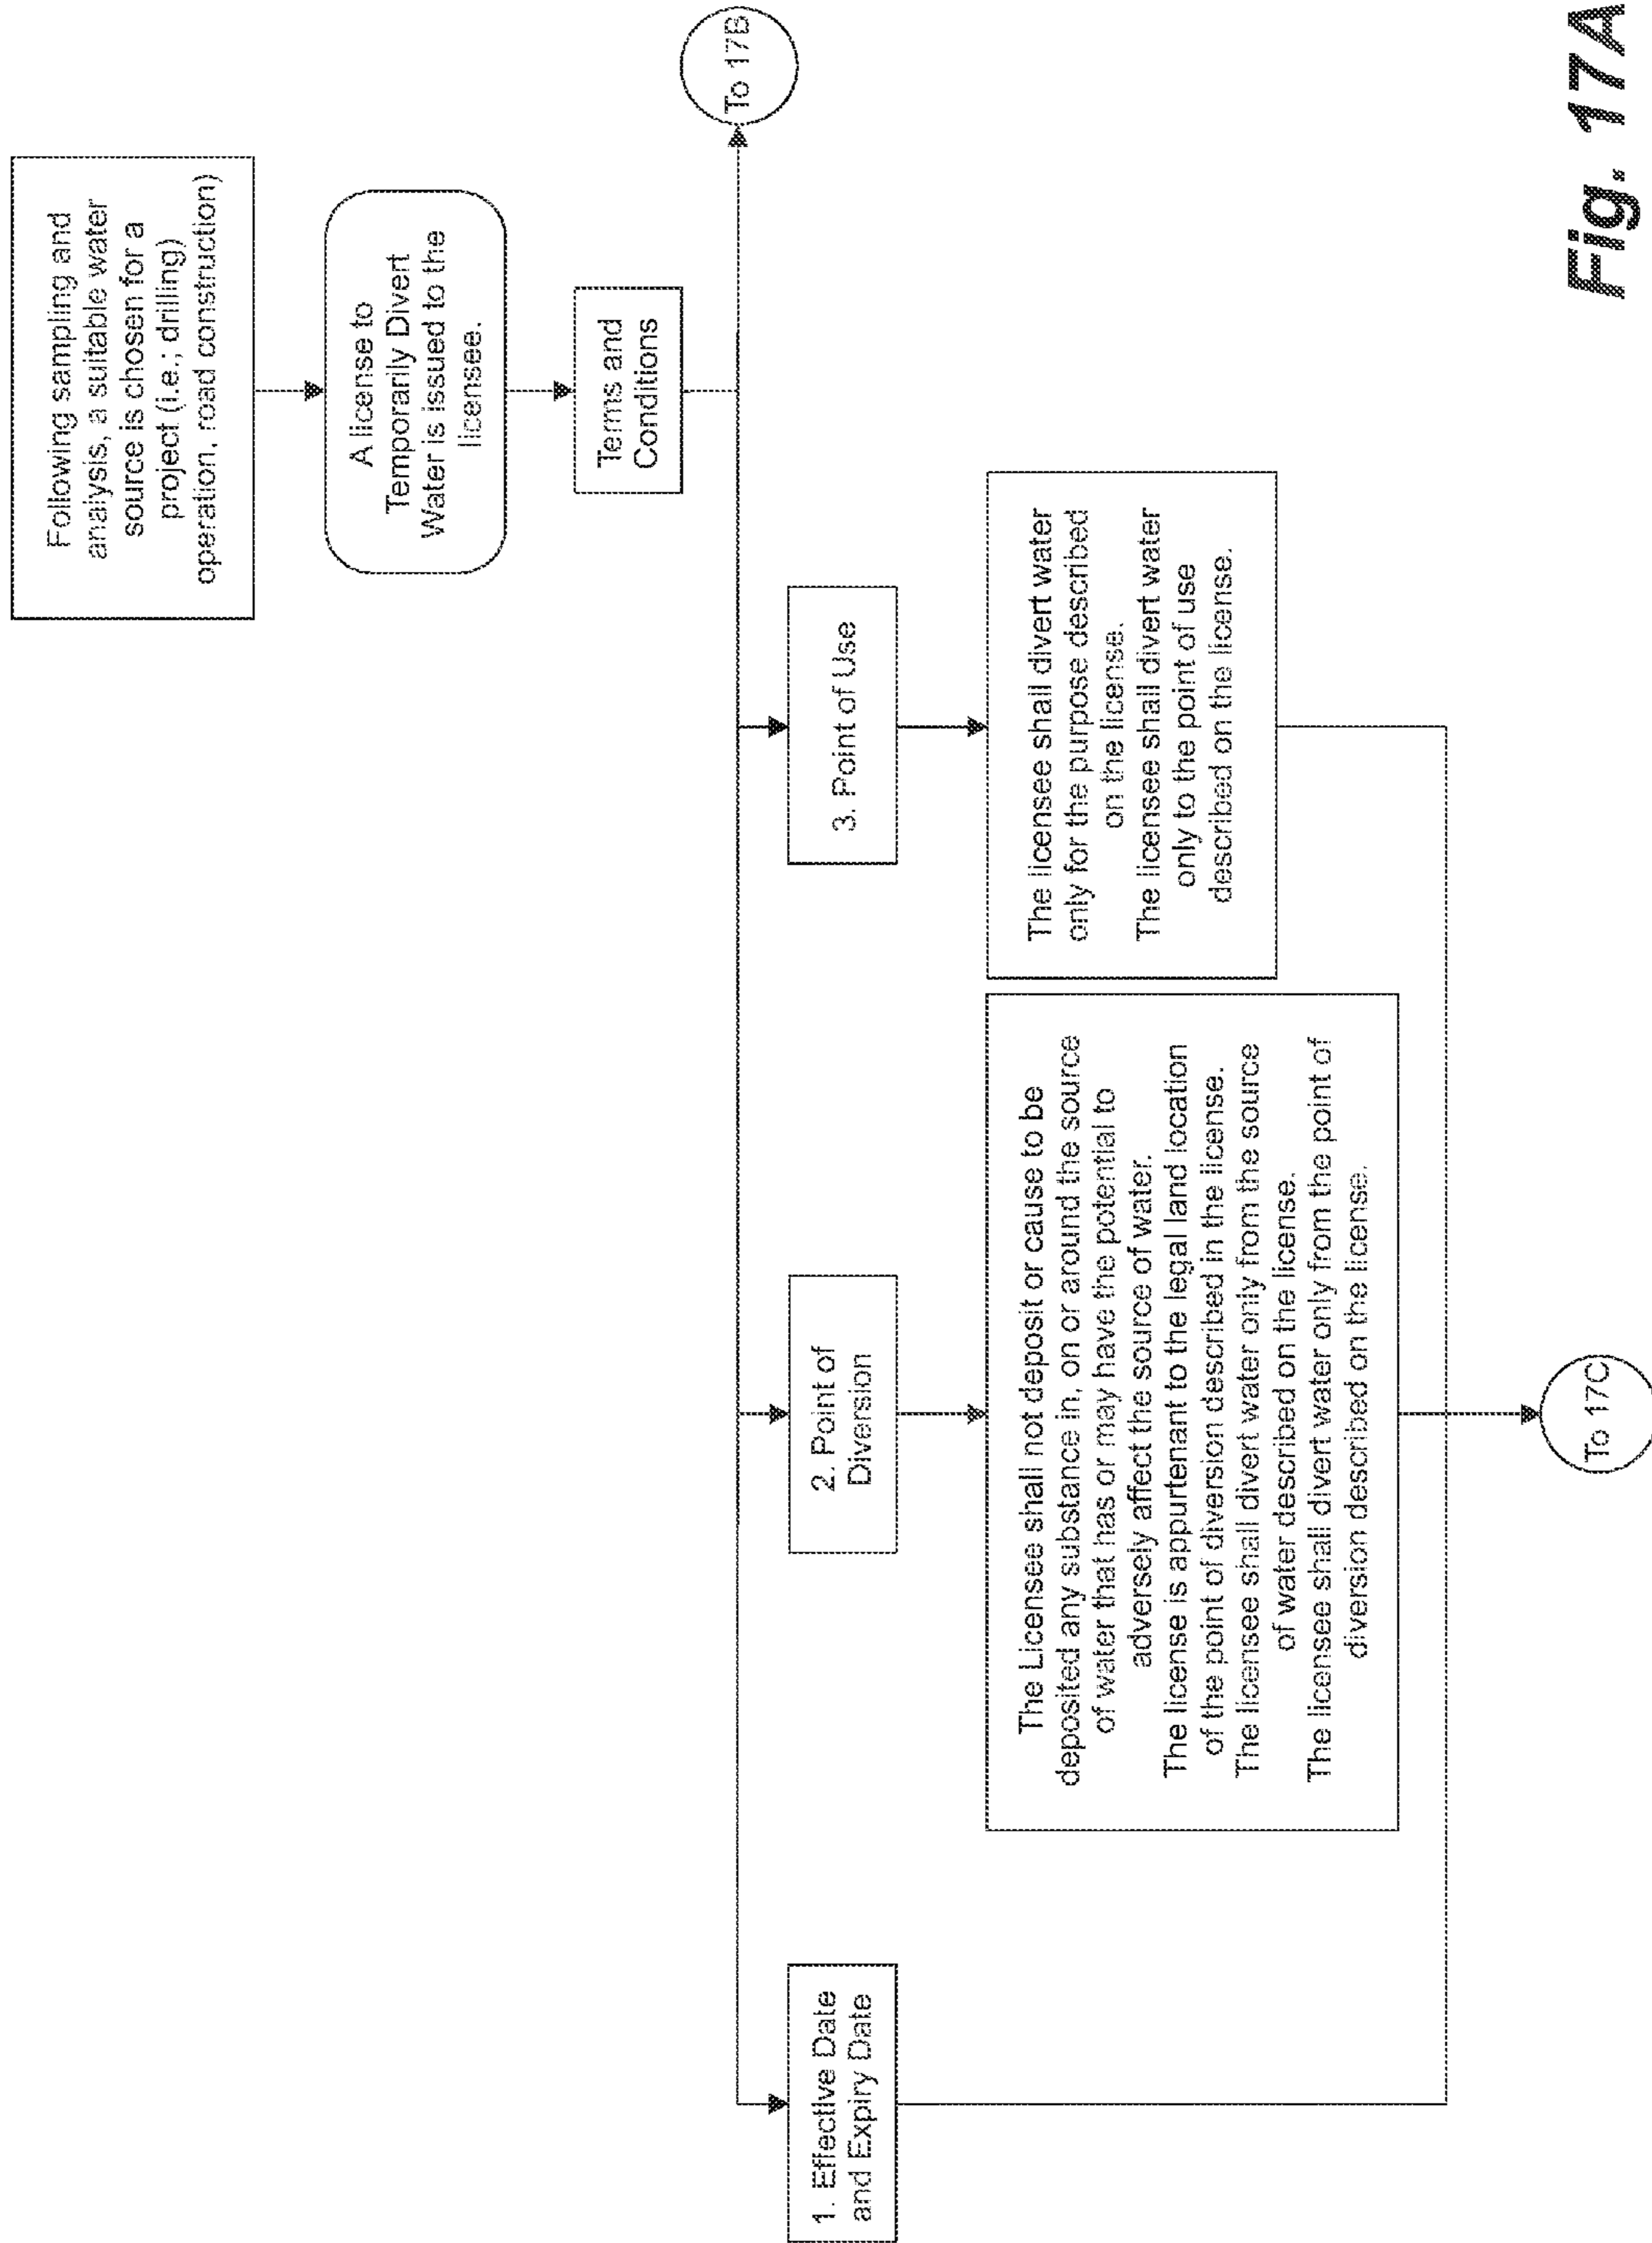 Following sampling and
analysis, a suitable water
source is chosen for a
project (i.e.; drilling)
operation, road construction)
A license to
Temporarily Divert
Water is issued to the
licensee.
Terms and
Conditions
To 17B
1. Effective Date
and Expiry Date
2. Point of
Diversion
3. Point of Use
The Licensee shall not deposit or cause to be
deposited any substance in, on or around the source
of water that has or may have the potential to
adversely affect the source of water.
The license is appurtenant to the legal land location
of the point of diversion described in the license.
The licensee shall divert water only from the source
of water described on the license.
The licensee shall divert water only from the point of
diversion described on the license.
The licensee shall divert water
only for the purpose described
on the license.
The licensee shall divert water
only to the point of use
described on the license.
To 17C
Fig. 17A